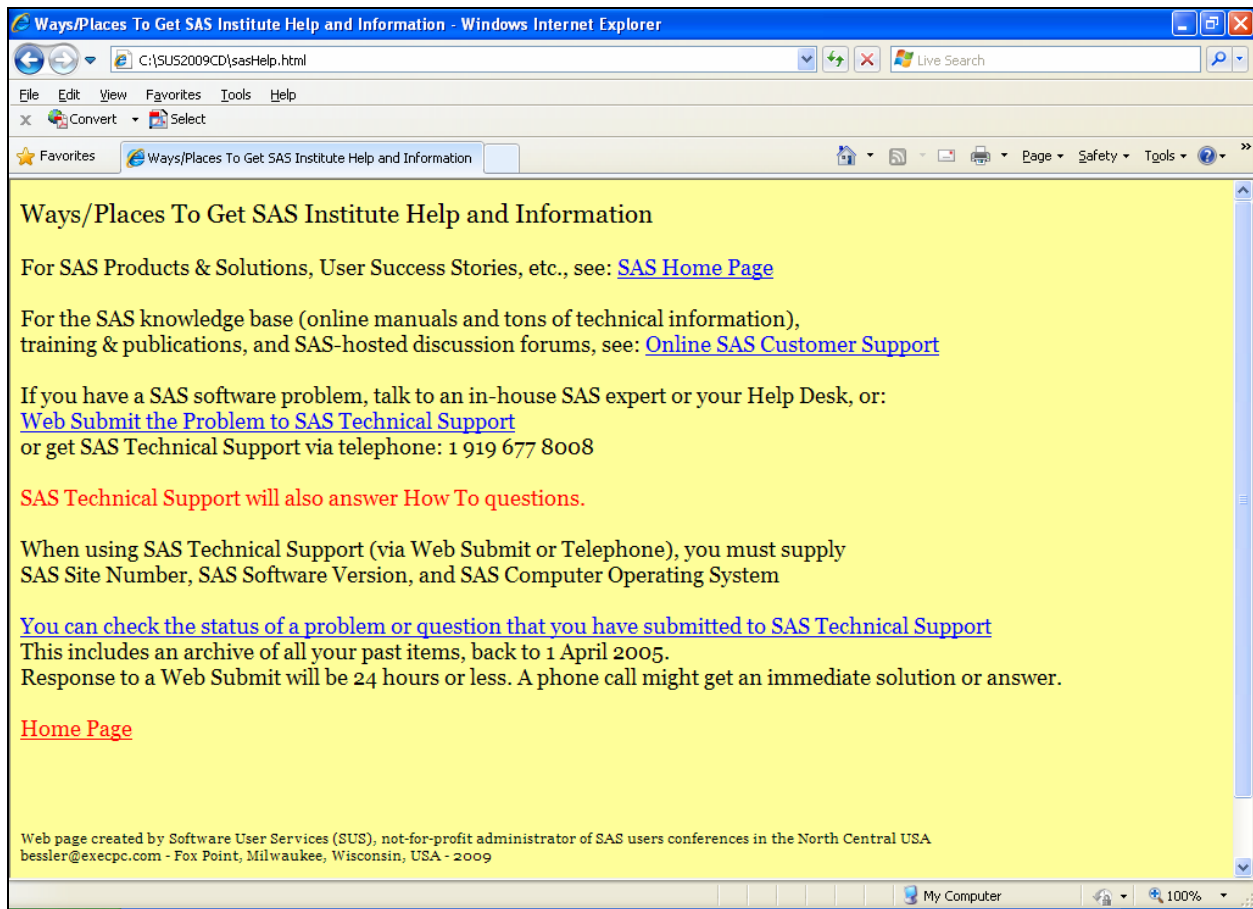 Ways/Places To Get SAS Institute Help and Information - Windows Internet Explorer
C:\SUS2009CD\sasHelp.html
Live Search
File Edit View Favorites Tools Help
x Convert Select
Favorites Ways/Places To Get SAS Institute Help and Information Page Safety Tools »
Ways/Places To Get SAS Institute Help and Information
For SAS Products & Solutions, User Success Stories, etc., see: SAS Home Page
For the SAS knowledge base (online manuals and tons of technical information),
training & publications, and SAS-hosted discussion forums, see: Online SAS Customer Support
If you have a SAS software problem, talk to an in-house SAS expert or your Help Desk, or:
Web Submit the Problem to SAS Technical Support
or get SAS Technical Support via telephone: 1 919 677 8008
SAS Technical Support will also answer How To questions.
When using SAS Technical Support (via Web Submit or Telephone), you must supply
SAS Site Number, SAS Software Version, and SAS Computer Operating System
You can check the status of a problem or question that you have submitted to SAS Technical Support
This includes an archive of all your past items, back to 1 April 2005.
Response to a Web Submit will be 24 hours or less. A phone call might get an immediate solution or answer.
Home Page
Web page created by Software User Services (SUS), not-for-profit administrator of SAS users conferences in the North Central USA
bessler@execpc.com - Fox Point, Milwaukee, Wisconsin, USA - 2009
My Computer 100%